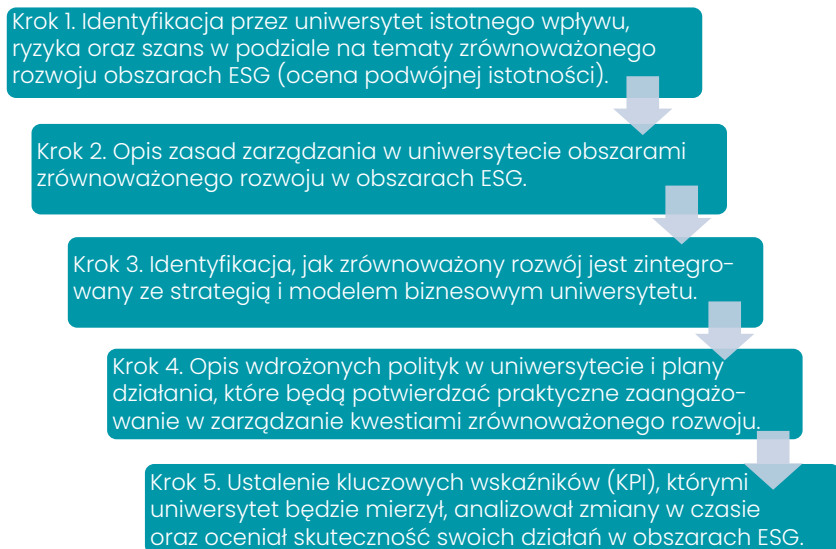 Krok 1. Identyfikacja przez uniwersytet istotnego wpływu,
ryzyka oraz szans w podziale na tematy zrównoważonego
rozwoju obszarach ESG (ocena podwójnej istotności).
Krok 2. Opis zasad zarządzania w uniwersytecie obszarami
zrównoważonego rozwoju w obszarach ESG.
Krok 3. Identyfikacja, jak zrównoważony rozwój jest zintegro-
wany ze strategią i modelem biznesowym uniwersytetu.
Krok 4. Opis wdrożonych polityk w uniwersytecie i plany
działania, które będą potwierdzać praktyczne zaangażo-
wanie w zarządzanie kwestiami zrównoważonego rozwoju.
Krok 5. Ustalenie kluczowych wskaźników (KPI), którymi
uniwersytet będzie mierzył, analizował zmiany w czasie
oraz oceniał skuteczność swoich działań w obszarach ESG.